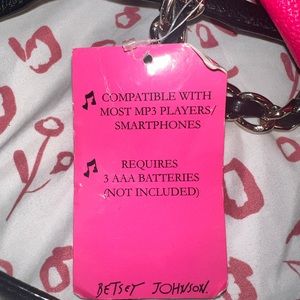 COMPATIBLE WITH
MOST MP3 PLAYERS/
SMARTPHONES
REQUIRES
3 AAA BATTERIES
(NOT INCLUDED)
BETSEY JOHNSON